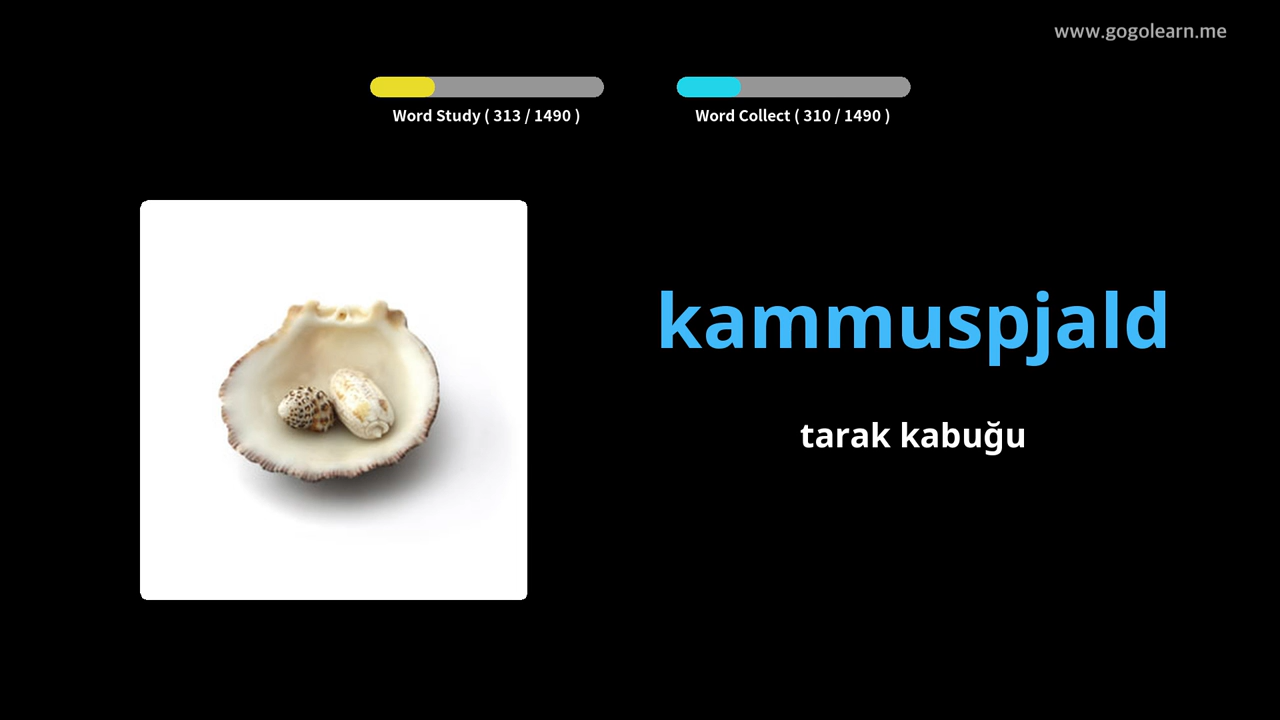 www.gogolearn.me
Word Study ( 313 / 1490 )
Word Collect ( 310 / 1490 )
kammuspjald
tarak kabuğu